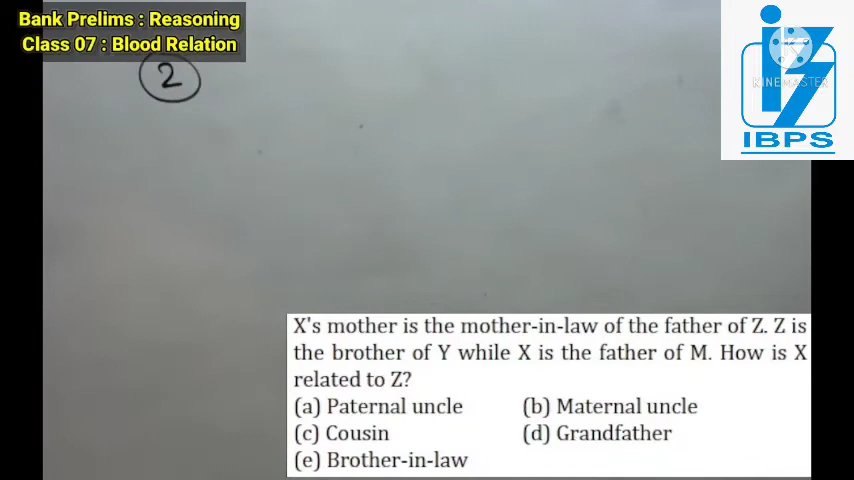 Bank Prelims : Reasoning
Class 07 : Blood Relation
2
KINEMASTER
IBPS
X's mother is the mother-in-law of the father of Z. Z is
the brother of Y while X is the father of M. How is X
related to Z?
(a) Paternal uncle (b) Maternal uncle
(c) Cousin (d) Grandfather
(e) Brother-in-law